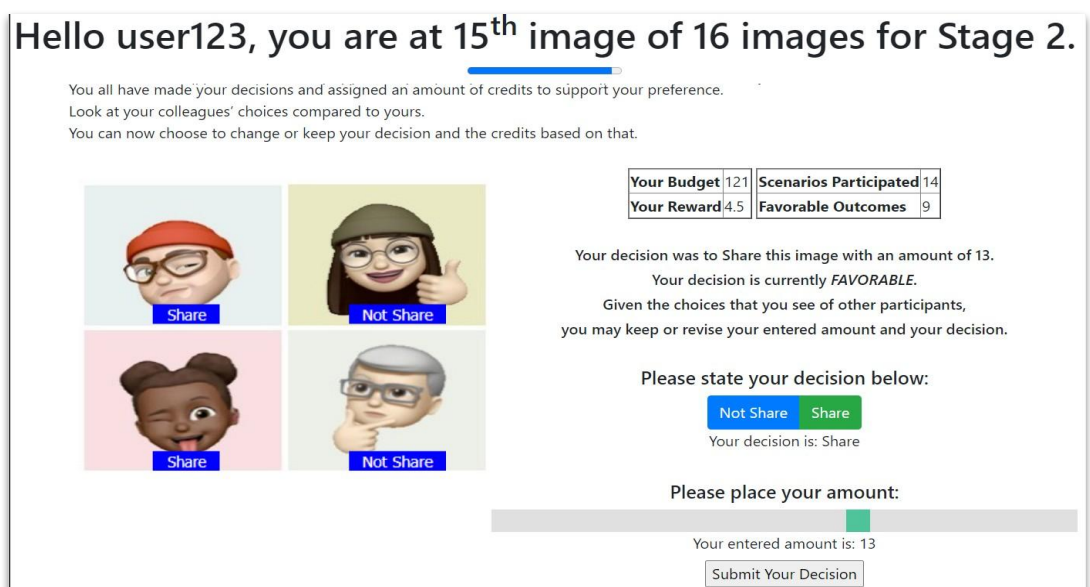 Hello user123, you are at 15th image of 16 images for Stage 2.
You all have made your decisions and assigned an amount of credits to support your preference.
Look at your colleagues' choices compared to yours.
You can now choose to change or keep your decision and the credits based on that.
Your Budget 121 Scenarios Participated 14
Your Reward 4.5 Favorable Outcomes 9
Share
Not Share
Share
Not Share
Your decision was to Share this image with an amount of 13.
Your decision is currently FAVORABLE.
Given the choices that you see of other participants,
you may keep or revise your entered amount and your decision.
Please state your decision below:
Not Share Share
Your decision is: Share
Please place your amount:
Your entered amount is: 13
Submit Your Decision